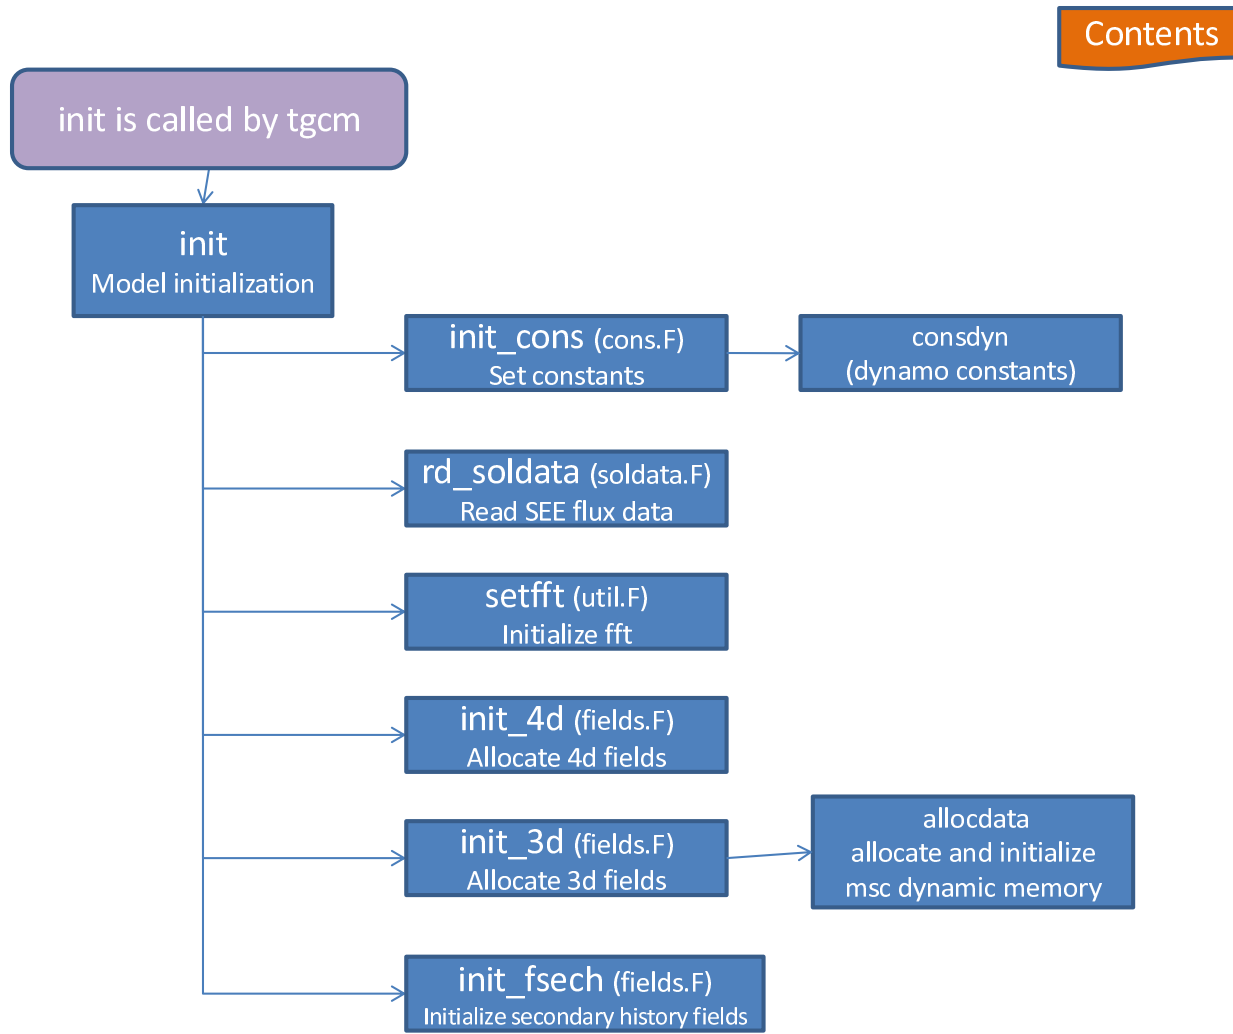 Contents
init is called by tgcm
init
Model initialization
init_cons (cons.F)
Set constants
consdyn
(dynamo constants)
rd_soldata (soldata.F)
Read SEE flux data
setfft (util.F)
Initialize fft
init_4d (fields.F)
Allocate 4d fields
init_3d (fields.F)
Allocate 3d fields
allocdata
allocate and initialize
msc dynamic memory
init_fsech (fields.F)
Initialize secondary history fields